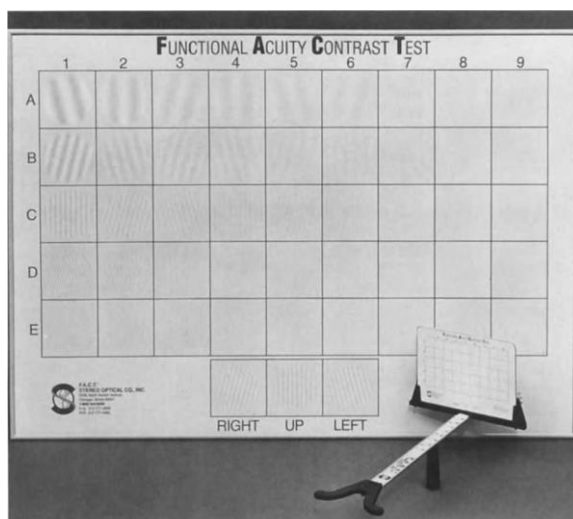 FUNCTIONAL ACUITY CONTRAST TEST
1 2 3 4 5 6 7 8 9
A
B
C
D
E
F.A.C.T.
STEREO OPTICAL CO., INC.
RIGHT UP LEFT